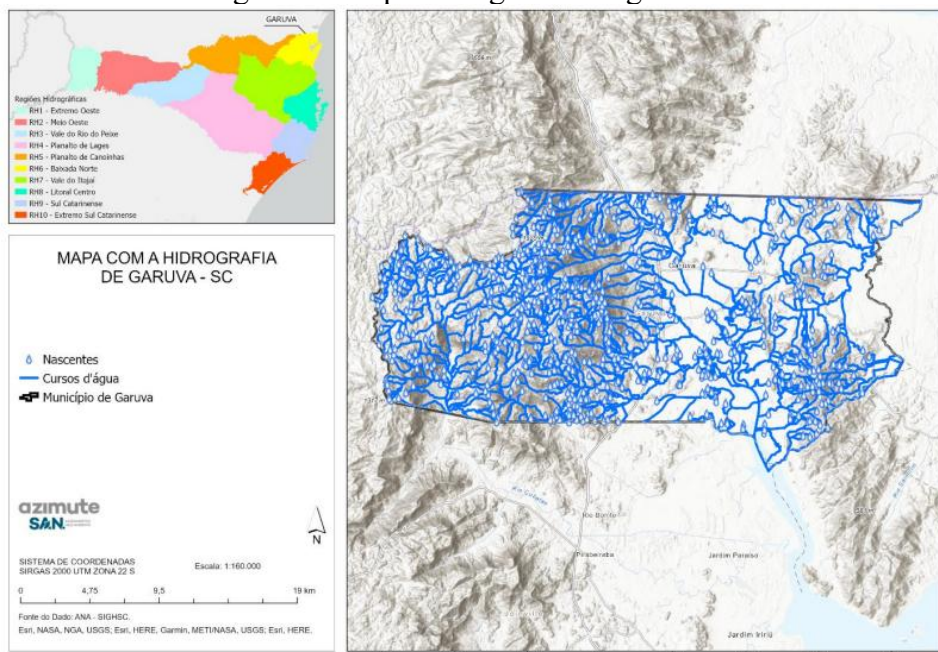 GARUVA
Regiões Hidrográficas
RH1 - Extremo Oeste
RH2 - Meio Oeste
RH3 - Vale do Rio do Peixe
RH4 - Planalto de Lages
RH5 - Planalto de Canoinhas
RH6 - Baixada Norte
RH7 - Vale do Itajaí
RH8 - Litoral Centro
RH9 - Sul Catarinense
RH10 - Extremo Sul Catarinense
MAPA COM A HIDROGRAFIA
DE GARUVA - SC
Nascentes
Cursos d'água
Município de Garuva
azimute
SAN.
N
SISTEMA DE COORDENADAS
SIRGAS 2000 UTM ZONA 22 S
Escala: 1:160.000
0 4,75 9,5 19 km
Fonte do Dado: ANA - SIGHSC.
Esri, NASA, NGA, USGS; Esri, HERE, Garmin, METI/NASA, USGS; Esri, HERE.
Garuva
Rio Bonito
Pirabeiraba
Jardim Paraíso
Jardim Iririú